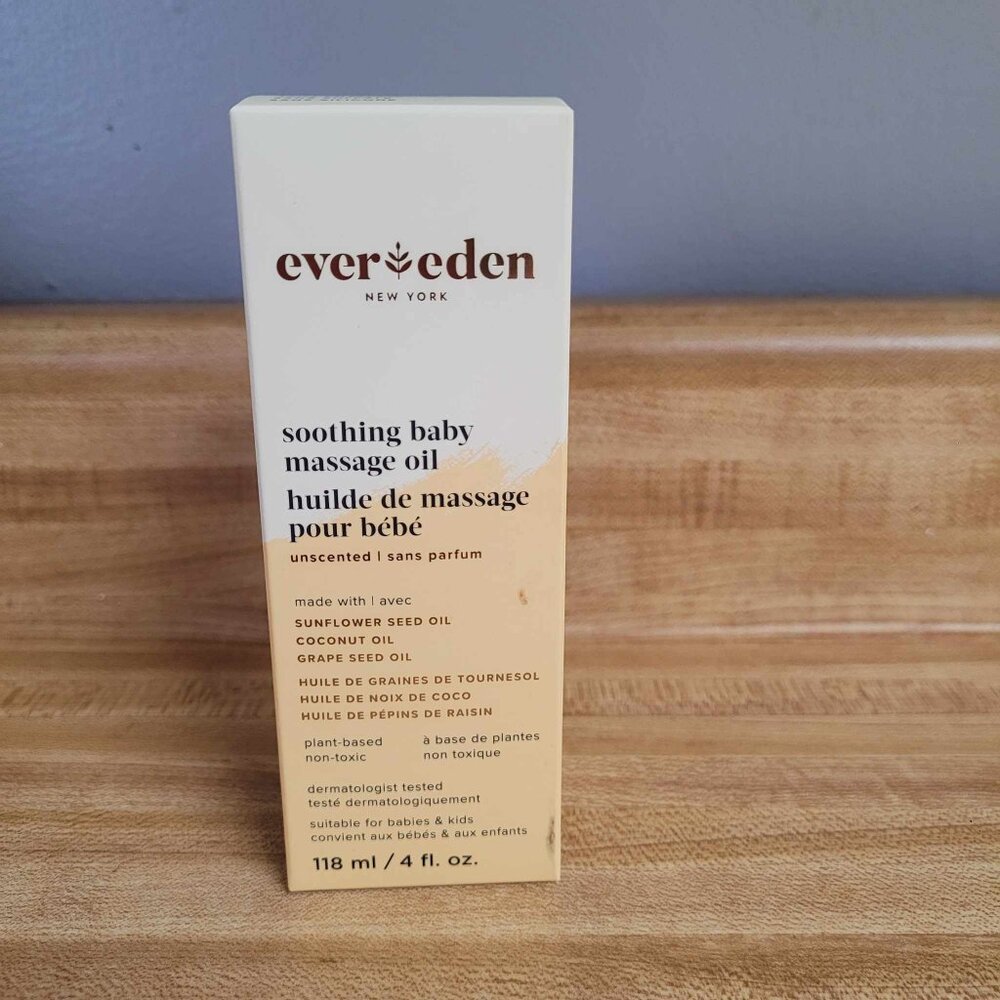 ever eden
NEW YORK
soothing baby
massage oil
huilde de massage
pour bébé
unscented | sans parfum
made with | avec
SUNFLOWER SEED OIL
COCONUT OIL
GRAPE SEED OIL
HUILE DE GRAINES DE TOURNESOL
HUILE DE NOIX DE COCO
HUILE DE PÉPINS DE RAISIN
plant-based à base de plantes
non-toxic non toxique
dermatologist tested
testé dermatologiquement
suitable for babies & kids
convient aux bébés & aux enfants
118 ml / 4 fl. oz.